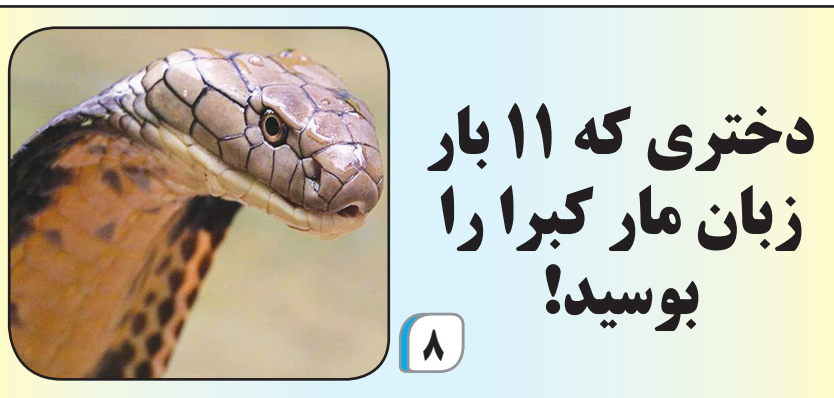 دختری که ۱۱ بار
زبان مار کبرا را
بوسید!
۸